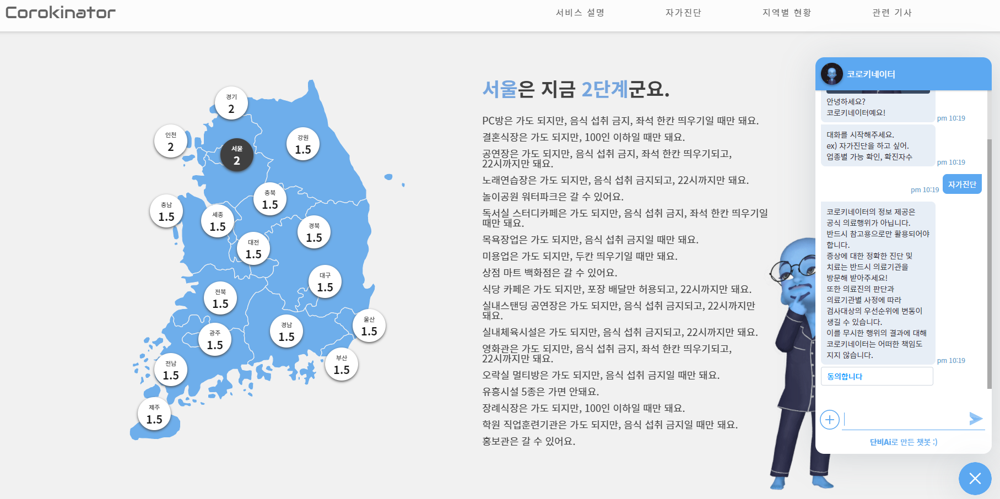 Corokinator
서비스 설명
자가진단
지역별 현황
관련 기사
경기
2
인천
2
서울
2
강원
1.5
충북
1.5
충남
1.5
세종
1.5
경북
1.5
대전
1.5
대구
1.5
전북
1.5
울산
1.5
경남
1.5
광주
1.5
부산
1.5
전남
1.5
제주
1.5
서울은 지금 2단계군요.
PC방은 가도 되지만, 음식 섭취 금지, 좌석 한칸 띄우기일 때만 돼요.
결혼식장은 가도 되지만, 100인 이하일 때만 돼요.
공연장은 가도 되지만, 음식 섭취 금지, 좌석 한칸 띄우기되고,
22시까지만 돼요.
노래연습장은 가도 되지만, 음식 섭취 금지되고, 22시까지만 돼요.
놀이공원 워터파크은 갈 수 있어요.
독서실 스터디카페은 가도 되지만, 음식 섭취 금지, 좌석 한칸 띄우기일
때만 돼요.
목욕장업은 가도 되지만, 음식 섭취 금지일 때만 돼요.
미용업은 가도 되지만, 두칸 띄우기일 때만 돼요.
상점 마트 백화점은 갈 수 있어요.
식당 카페은 가도 되지만, 포장 배달만 허용되고, 22시까지만 돼요.
실내스탠딩 공연장은 가도 되지만, 음식 섭취 금지되고, 22시까지만
돼요.
실내체육시설은 가도 되지만, 음식 섭취 금지되고, 22시까지만 돼요.
영화관은 가도 되지만, 음식 섭취 금지, 좌석 한칸 띄우기되고,
22시까지만 돼요.
오락실 멀티방은 가도 되지만, 음식 섭취 금지일 때만 돼요.
유흥시설 5종은 가면 안돼요.
장례식장은 가도 되지만, 100인 이하일 때만 돼요.
학원 직업훈련기관은 가도 되지만, 음식 섭취 금지일 때만 돼요.
홍보관은 갈 수 있어요.
코로키네이터
안녕하세요?
코로키네이터예요!
pm 10:19
대화를 시작해주세요.
ex) 자가진단을 하고 싶어.
업종별 가능 확인, 확진자수
pm 10:19
자가진단
pm 10:19
코로키네이터의 정보 제공은
공식 의료행위가 아닙니다.
반드시 참고용으로만 활용되어야
합니다.
증상에 대한 정확한 진단 및
치료는 반드시 의료기관을
방문해 받아주세요!
또한 의료진의 판단과
의료기관별 사정에 따라
검사대상의 우선순위에 변동이
생길 수 있습니다.
이를 무시한 행위의 결과에 대해
코로키네이터는 어떠한 책임도
지지 않습니다.
pm 10:19
동의합니다
단비Ai로 만든 챗봇 :)